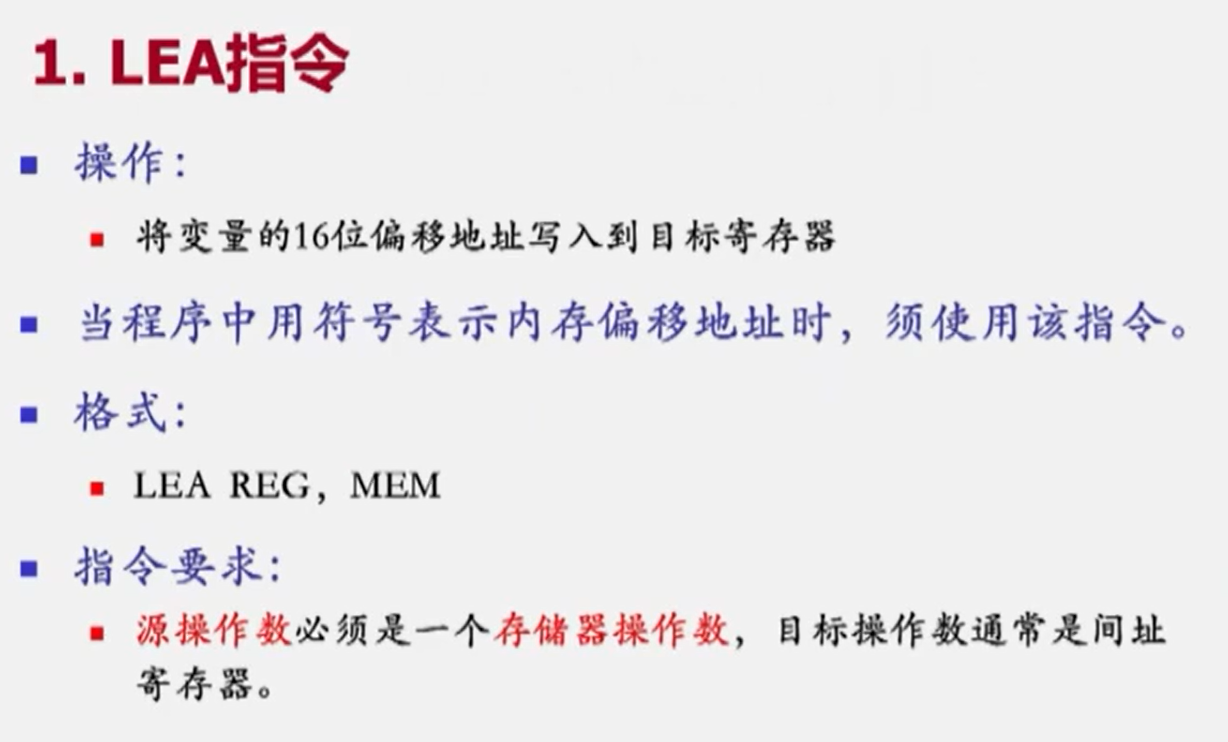 1. LEA指令
操作：
将变量的16位偏移地址写入到目标寄存器
当程序中用符号表示内存偏移地址时，须使用该指令。
格式：
LEA REG，MEM
指令要求：
源操作数必须是一个存储器操作数，目标操作数通常是间址
寄存器。